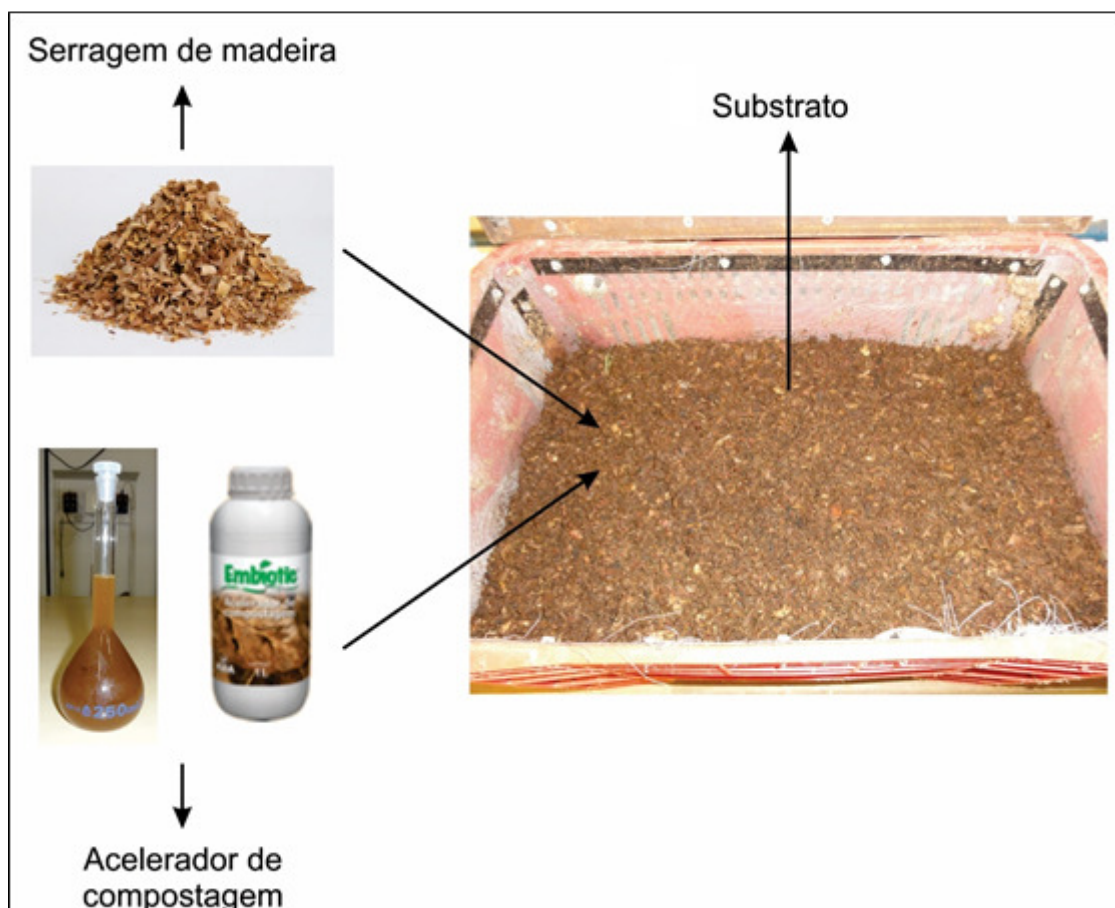 Serragem de madeira
Substrato
Embiotic
Acelerador de
compostagem